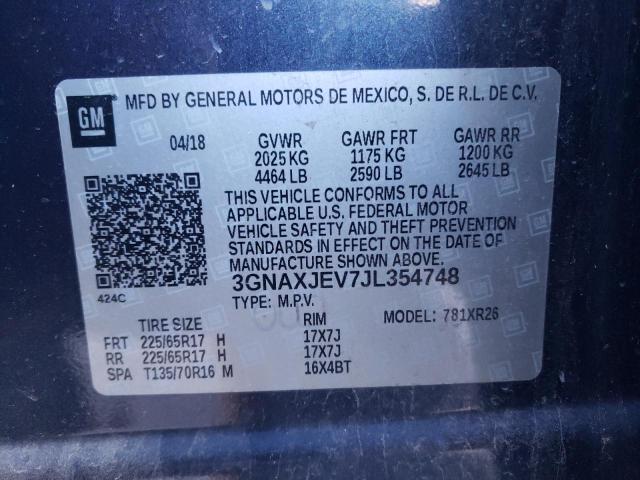 GM
MFD BY GENERAL MOTORS DE MEXICO, S. DE R.L. DE C.V.
04/18 GVWR GAWR FRT GAWR RR
2025 KG 1175 KG 1200 KG
4464 LB 2590 LB 2645 LB
THIS VEHICLE CONFORMS TO ALL
APPLICABLE U.S. FEDERAL MOTOR
VEHICLE SAFETY AND THEFT PREVENTION
STANDARDS IN EFFECT ON THE DATE OF
MANUFACTURE SHOWN ABOVE.
424C
3GNAXJEV7JL354748
TYPE: M.P.V.
MODEL: 781XR26
TIRE SIZE RIM
FRT 225/65R17 H 17X7J
RR 225/65R17 H 17X7J
SPA T135/70R16 M 16X4BT